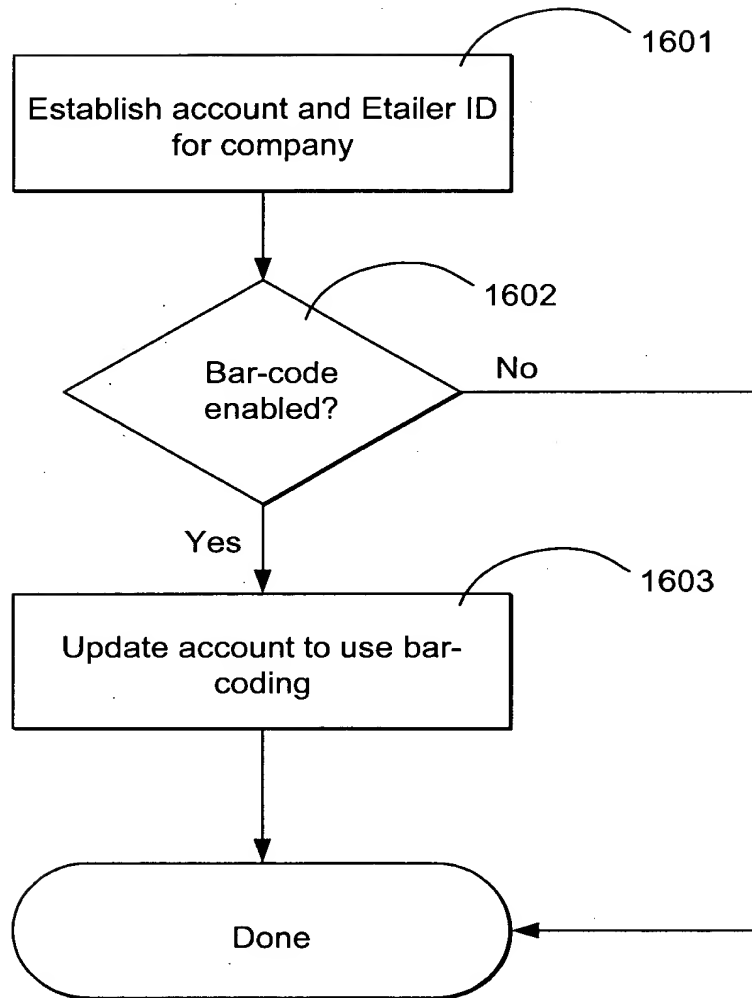 1601
Establish account and Etailer ID
for company
1602
Bar-code
enabled?
No
Yes
1603
Update account to use bar-
coding
Done